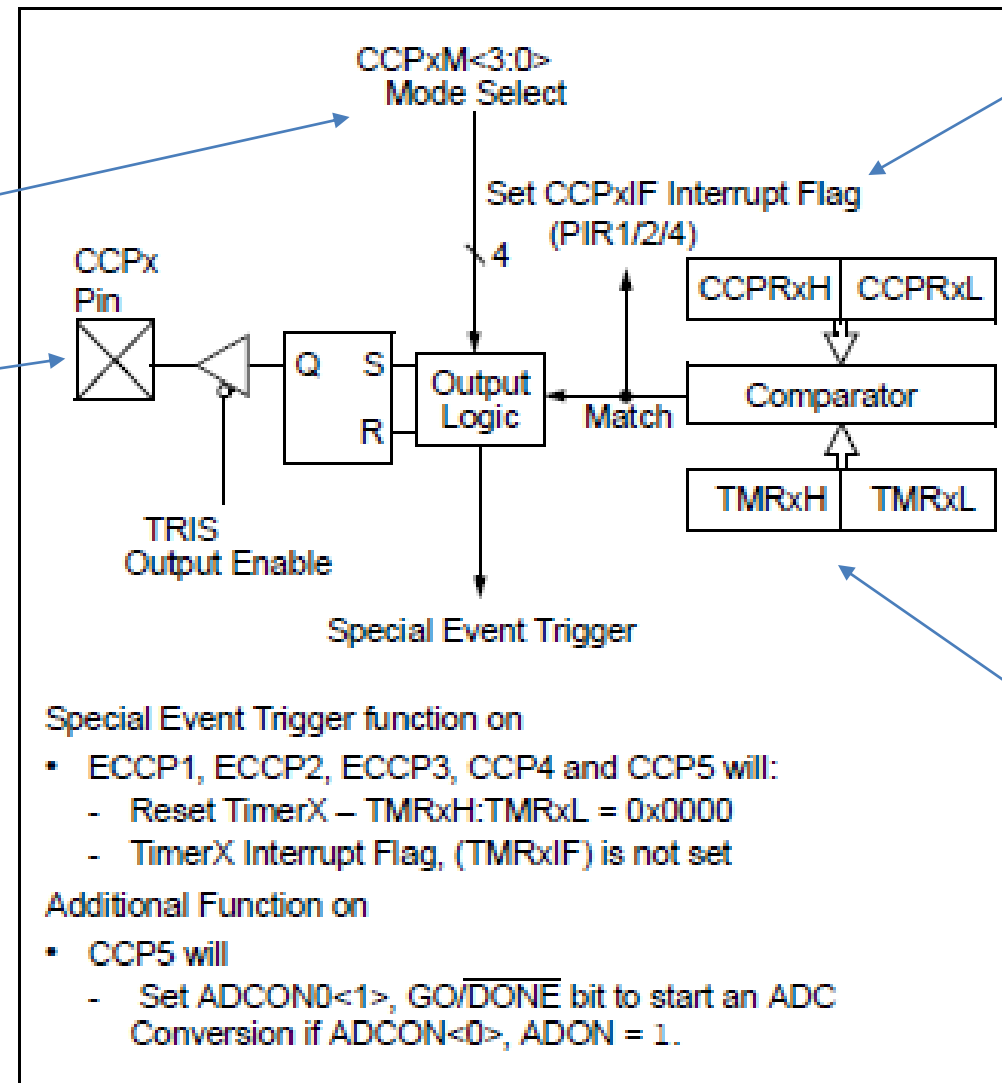 CCPxM<3:0>
Mode Select
Set CCPxIF Interrupt Flag
(PIR1/2/4)
4
CCPx
Pin
CCPRxH CCPRxL
Q S
R
Output
Logic
Match
Comparator
TMRxH TMRxL
TRIS
Output Enable
Special Event Trigger
Special Event Trigger function on
• ECCP1, ECCP2, ECCP3, CCP4 and CCP5 will:
- Reset TimerX – TMRxH:TMRxL = 0x0000
- TimerX Interrupt Flag, (TMRxIF) is not set
Additional Function on
• CCP5 will
- Set ADCON0<1>, GO/D̅O̅N̅E̅ bit to start an ADC
Conversion if ADCON<0>, ADON = 1.